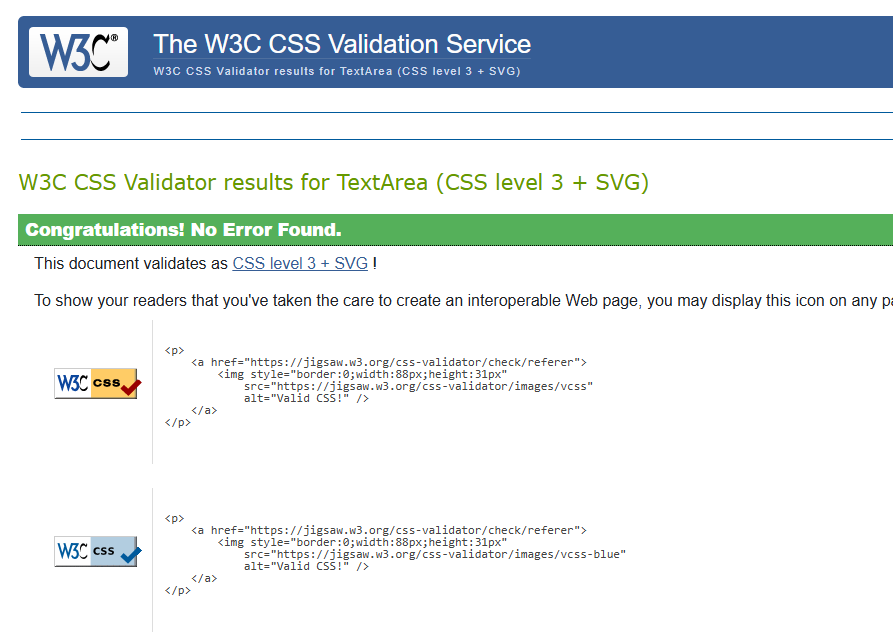 W3C®
The W3C CSS Validation Service
W3C CSS Validator results for TextArea (CSS level 3 + SVG)
W3C CSS Validator results for TextArea (CSS level 3 + SVG)
Congratulations! No Error Found.
This document validates as CSS level 3 + SVG !
To show your readers that you've taken the care to create an interoperable Web page, you may display this icon on any
W3C css
<p>
<a href="https://jigsaw.w3.org/css-validator/check/referer">
<img style="border:0;width:88px;height:31px"
src="https://jigsaw.w3.org/css-validator/images/vcss"
alt="Valid CSS!" />
</a>
</p>
W3C css
<p>
<a href="https://jigsaw.w3.org/css-validator/check/referer">
<img style="border:0;width:88px;height:31px"
src="https://jigsaw.w3.org/css-validator/images/vcss-blue"
alt="Valid CSS!" />
</a>
</p>